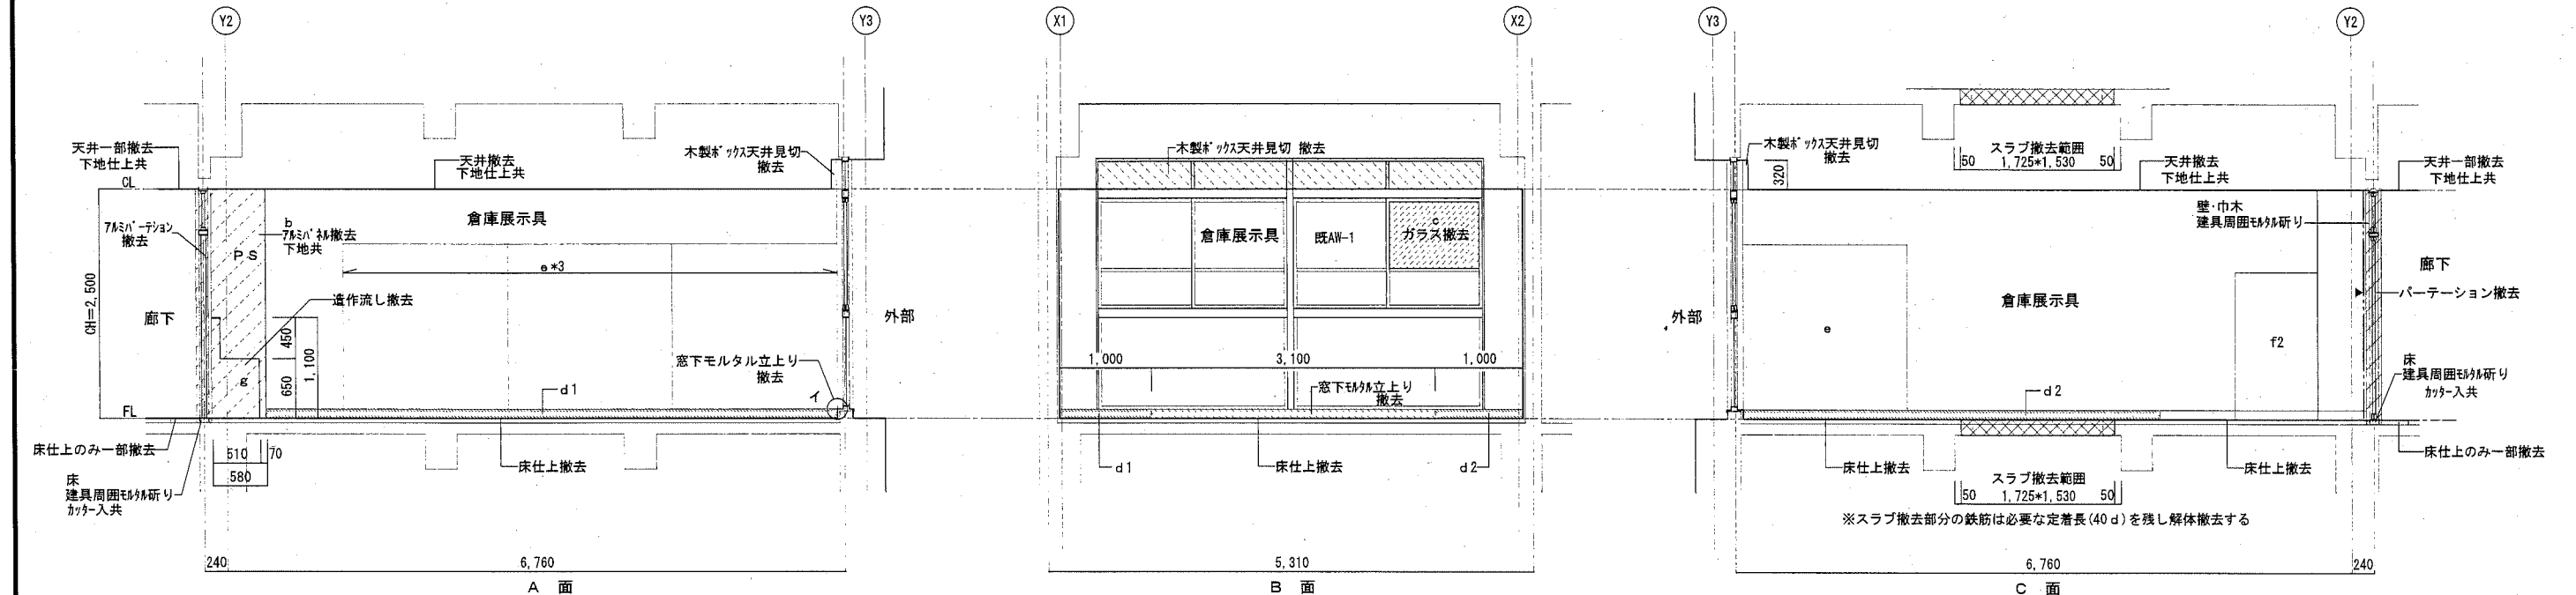 Y2
Y3
天井一部撤去
下地仕上共
CL
天井撤去
下地仕上共
木製ボックス天井見切
撤去
アルミパーテション
撤去
b
アルミパネル撤去
下地共
PS
倉庫展示具
e*3
CH=2,500
廊下
造作流し撤去
450
650
1,100
g
外部
窓下モルタル立上り
撤去
イ
d1
FL
床仕上のみ一部撤去
510
70
580
床仕上撤去
床
建具周囲モルタル斫り
カッター入共
240
6,760
A 面
X1
X2
木製ボックス天井見切 撤去
倉庫展示具
既AW-1
c
ガラス撤去
1,000
3,100
1,000
窓下モルタル立上り
撤去
d1
床仕上撤去
d2
5,310
B 面
Y3
Y2
木製ボックス天井見切
撤去
320
スラブ撤去範囲
50
1,725*1,530
50
天井撤去
下地仕上共
天井一部撤去
下地仕上共
壁・巾木
建具周囲モルタル斫り
廊下
倉庫展示具
パーテーション撤去
外部
e
f2
d2
床
建具周囲モルタル斫り
カッター入共
床仕上撤去
床仕上撤去
床仕上のみ一部撤去
スラブ撤去範囲
50
1,725*1,530
50
※スラブ撤去部分の鉄筋は必要な定着長(40d)を残し解体撤去する
6,760
240
C 面